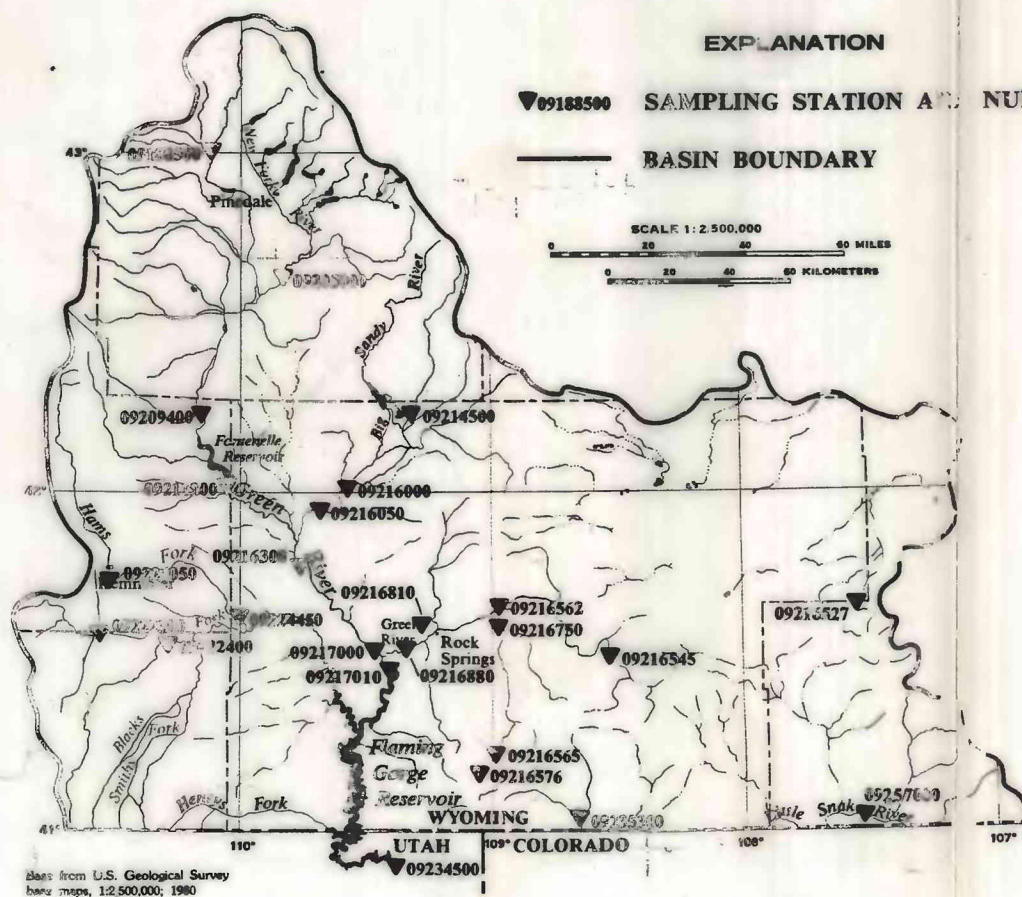 EXPLANATION
09188500 SAMPLING STATION
BASIN BOUNDARY
SCALE 1:2,500,000
0 20 40 60 MILES
0 20 40 60 KILOMETERS
43°
New Fork River
Pinedale
Big Sandy River
09209400
09214500
Fontenelle Reservoir
42°
Green River
09216000
09216050
Hams Fork
09216810
09216562
09216750
Green River
Rock Springs
09217000
09216545
09217010
09216880
Blacks Fork
Smiths
Flaming Gorge Reservoir
09216565
09216576
Henrys Fork
Little Snake River
WYOMING
41°
110°
UTAH
109°
COLORADO
108°
107°
09234500
Base from U.S. Geological Survey
base maps, 1:2,500,000; 1980